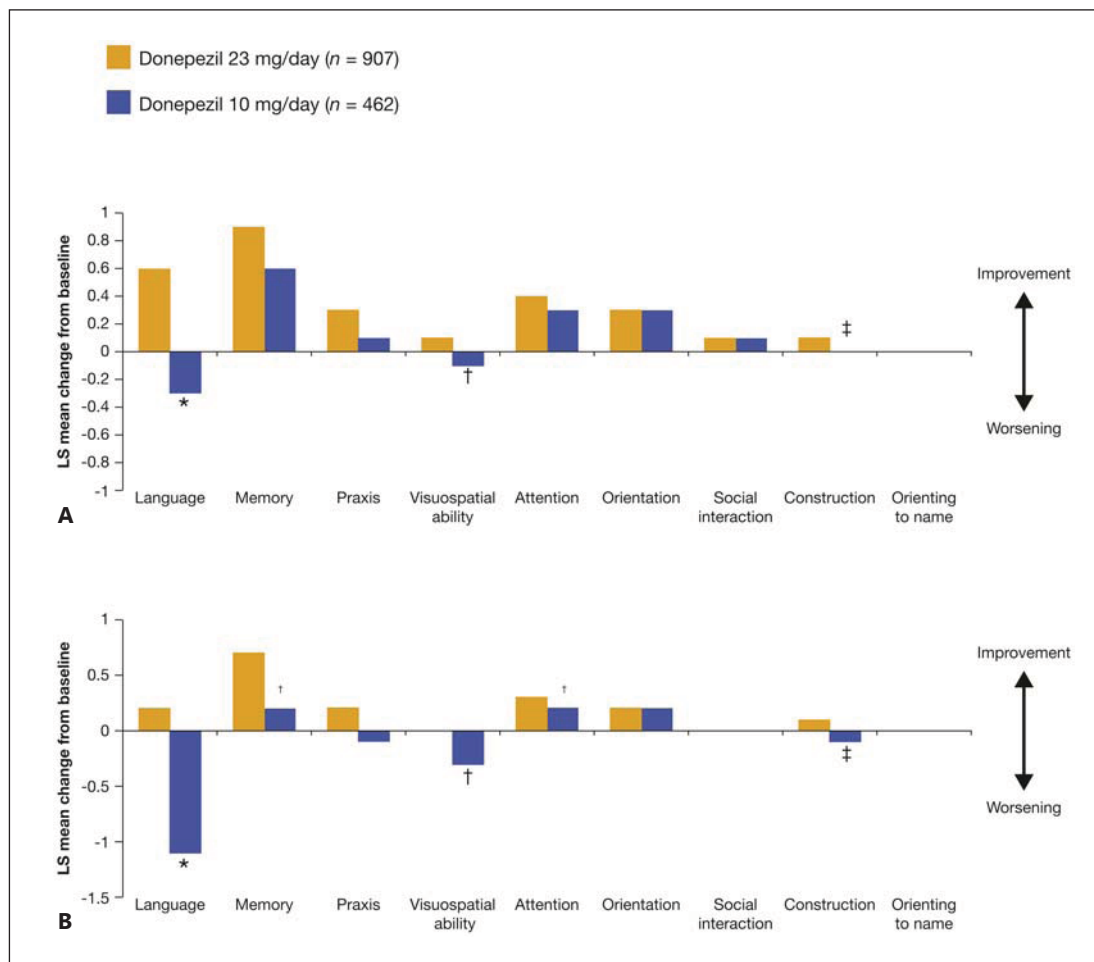 Donepezil 23 mg/day (n = 907)
Donepezil 10 mg/day (n = 462)
LS mean change from baseline
1
0.8
0.6
0.4
0.2
0
-0.2
-0.4
-0.6
-0.8
-1
*
†
‡
Improvement
Worsening
Language
Memory
Praxis
Visuospatial
ability
Attention
Orientation
Social
interaction
Construction
Orienting
to name
A
LS mean change from baseline
1
0.5
0
-0.5
-1
-1.5
*
†
†
†
‡
Improvement
Worsening
Language
Memory
Praxis
Visuospatial
ability
Attention
Orientation
Social
interaction
Construction
Orienting
to name
B